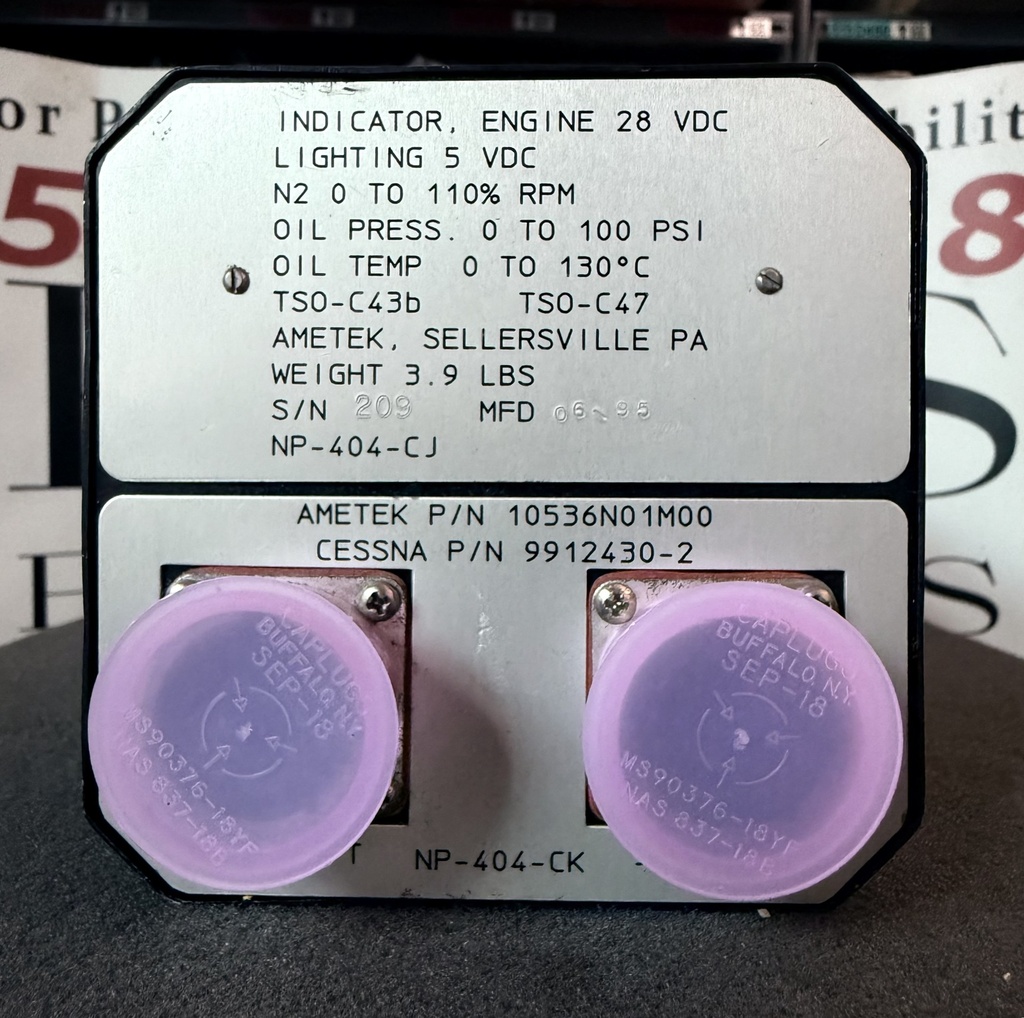 INDICATOR, ENGINE 28 VDC
LIGHTING 5 VDC
N2 0 TO 110% RPM
OIL PRESS. 0 TO 100 PSI
OIL TEMP 0 TO 130°C
TSO-C43b TSO-C47
AMETEK, SELLERSVILLE PA
WEIGHT 3.9 LBS
S/N 209 MFD 06-95
NP-404-CJ
AMETEK P/N 10536N01M00
CESSNA P/N 9912430-2
CAPLUGS
BUFFALO, N.Y.
SEP-18
MS90376-18YF
NAS 837-18B
CAPLUGS
BUFFALO, N.Y.
SEP-18
MS90376-18YF
NAS 837-18B
T NP-404-CK
or
5
8